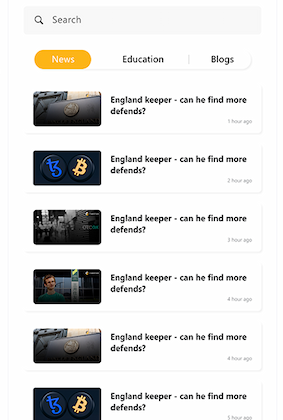 Search
News Education Blogs
England keeper - can he find more
defends?
1 hour ago
England keeper - can he find more
defends?
2 hour ago
England keeper - can he find more
defends?
3 hour ago
England keeper - can he find more
defends?
4 hour ago
England keeper - can he find more
defends?
4 hour ago
England keeper - can he find more
defends?
5 hour ago